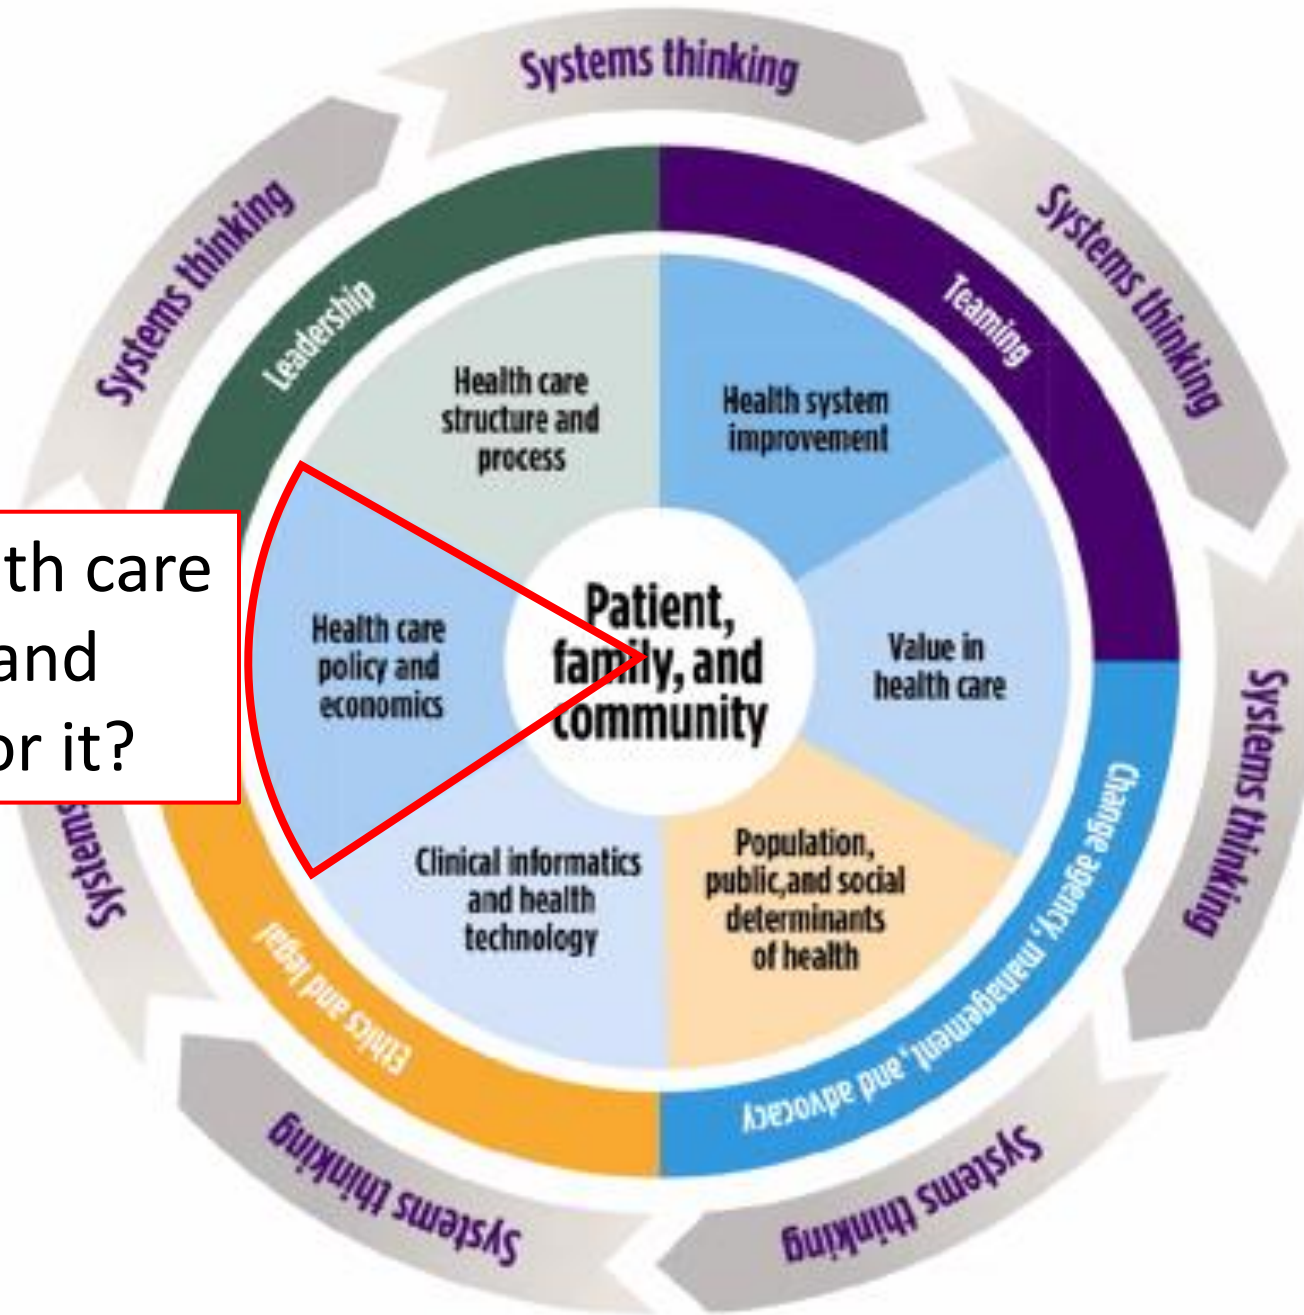 Systems thinking
Systems thinking
Systems thinking
Leadership
Teaming
Health care
structure and
process
Health system
improvement
th care
and
or it?
Health care
policy and
economics
Patient,
family, and
community
Value in
health care
Systems thinking
Systems
Clinical informatics
and health
technology
Population,
public,and social
determinants
of health
Change agency, management, and advocacy
Ethics and legal
Systems thinking
Systems thinking